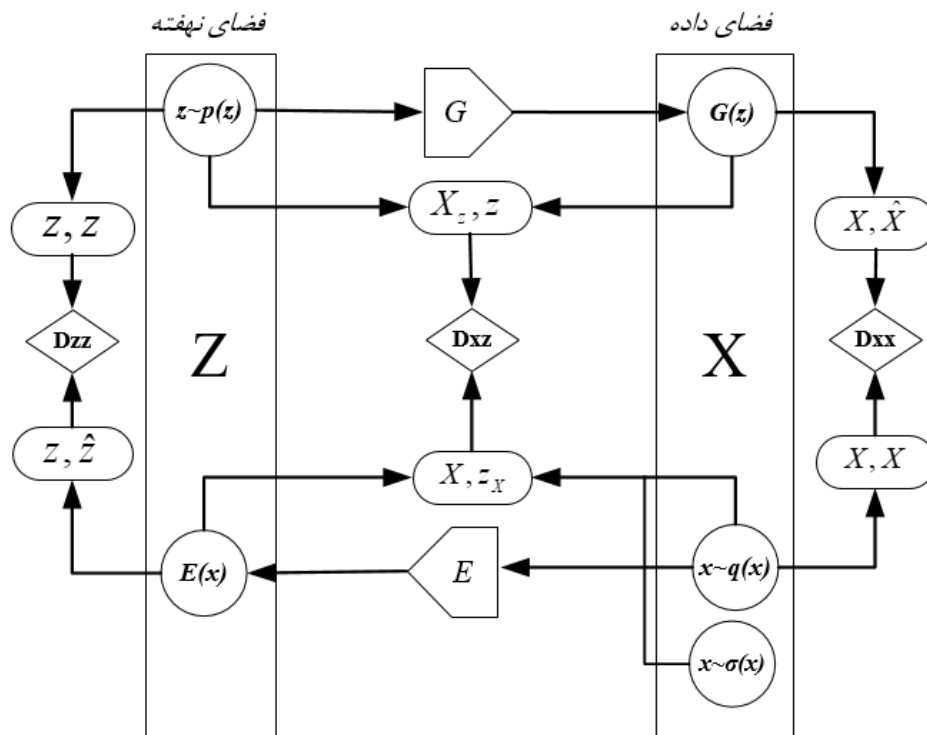 فضای نهفته
فضای داده
z~p(z)
G
G(z)
X_z, z
z, z
X, X̂
Dzz
Dxz
Dxx
Z
X
z, ẑ
X, z_X
X, X
E(x)
E
x~q(x)
x~σ(x)